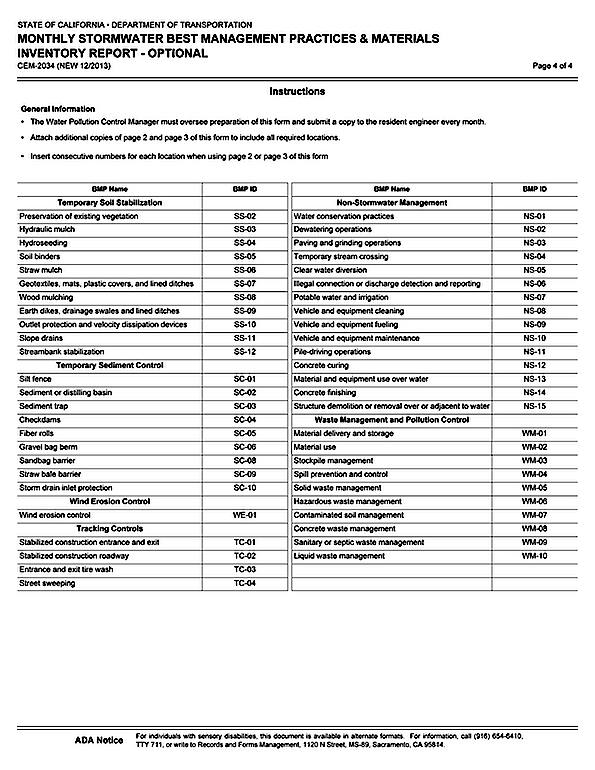 STATE OF CALIFORNIA • DEPARTMENT OF TRANSPORTATION
MONTHLY STORMWATER BEST MANAGEMENT PRACTICES & MATERIALS
INVENTORY REPORT - OPTIONAL
CEM-2034 (NEW 12/2013) Page 4 of 4
Instructions
General Information
• The Water Pollution Control Manager must oversee preparation of this form and submit a copy to the resident engineer every month.
• Attach additional copies of page 2 and page 3 of this form to include all required locations.
• Insert consecutive numbers for each location when using page 2 or page 3 of this form
BMP Name BMP ID
Temporary Soil Stabilization
Preservation of existing vegetation SS-02
Hydraulic mulch SS-03
Hydroseeding SS-04
Soil binders SS-05
Straw mulch SS-06
Geotextiles, mats, plastic covers, and lined ditches SS-07
Wood mulching SS-08
Earth dikes, drainage swales and lined ditches SS-09
Outlet protection and velocity dissipation devices SS-10
Slope drains SS-11
Streambank stabilization SS-12
Temporary Sediment Control
Silt fence SC-01
Sediment or distilling basin SC-02
Sediment trap SC-03
Checkdams SC-04
Fiber rolls SC-05
Gravel bag berm SC-06
Sandbag barrier SC-08
Straw bale barrier SC-09
Storm drain inlet protection SC-10
Wind Erosion Control
Wind erosion control WE-01
Tracking Controls
Stabilized construction entrance and exit TC-01
Stabilized construction roadway TC-02
Entrance and exit tire wash TC-03
Street sweeping TC-04
BMP Name BMP ID
Non-Stormwater Management
Water conservation practices NS-01
Dewatering operations NS-02
Paving and grinding operations NS-03
Temporary stream crossing NS-04
Clear water diversion NS-05
Illegal connection or discharge detection and reporting NS-06
Potable water and irrigation NS-07
Vehicle and equipment cleaning NS-08
Vehicle and equipment fueling NS-09
Vehicle and equipment maintenance NS-10
Pile-driving operations NS-11
Concrete curing NS-12
Material and equipment use over water NS-13
Concrete finishing NS-14
Structure demolition or removal over or adjacent to water NS-15
Waste Management and Pollution Control
Material delivery and storage WM-01
Material use WM-02
Stockpile management WM-03
Spill prevention and control WM-04
Solid waste management WM-05
Hazardous waste management WM-06
Contaminated soil management WM-07
Concrete waste management WM-08
Sanitary or septic waste management WM-09
Liquid waste management WM-10
ADA Notice
For individuals with sensory disabilities, this document is available in alternate formats. For information, call (916) 654-6410,
TTY 711, or write to Records and Forms Management, 1120 N Street, MS-89, Sacramento, CA 95814.